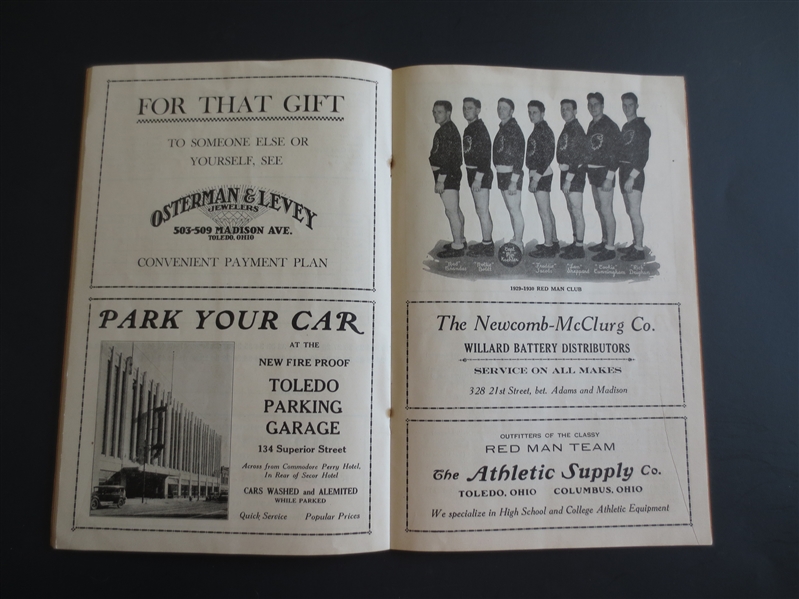 FOR THAT GIFT
TO SOMEONE ELSE OR
YOURSELF, SEE
OSTERMAN & LEVEY
JEWELERS
503-509 MADISON AVE.
TOLEDO, OHIO
CONVENIENT PAYMENT PLAN
PARK YOUR CAR
AT THE
NEW FIRE PROOF
TOLEDO
PARKING
GARAGE
134 Superior Street
Across from Commodore Perry Hotel,
In Rear of Secor Hotel
CARS WASHED and ALEMITED
WHILE PARKED
Quick Service Popular Prices
1929-1930 RED MAN CLUB
The Newcomb-McClurg Co.
WILLARD BATTERY DISTRIBUTORS
SERVICE ON ALL MAKES
328 21st Street, bet. Adams and Madison
OUTFITTERS OF THE CLASSY
RED MAN TEAM
The Athletic Supply Co.
TOLEDO, OHIO COLUMBUS, OHIO
We specialize in High School and College Athletic Equipment